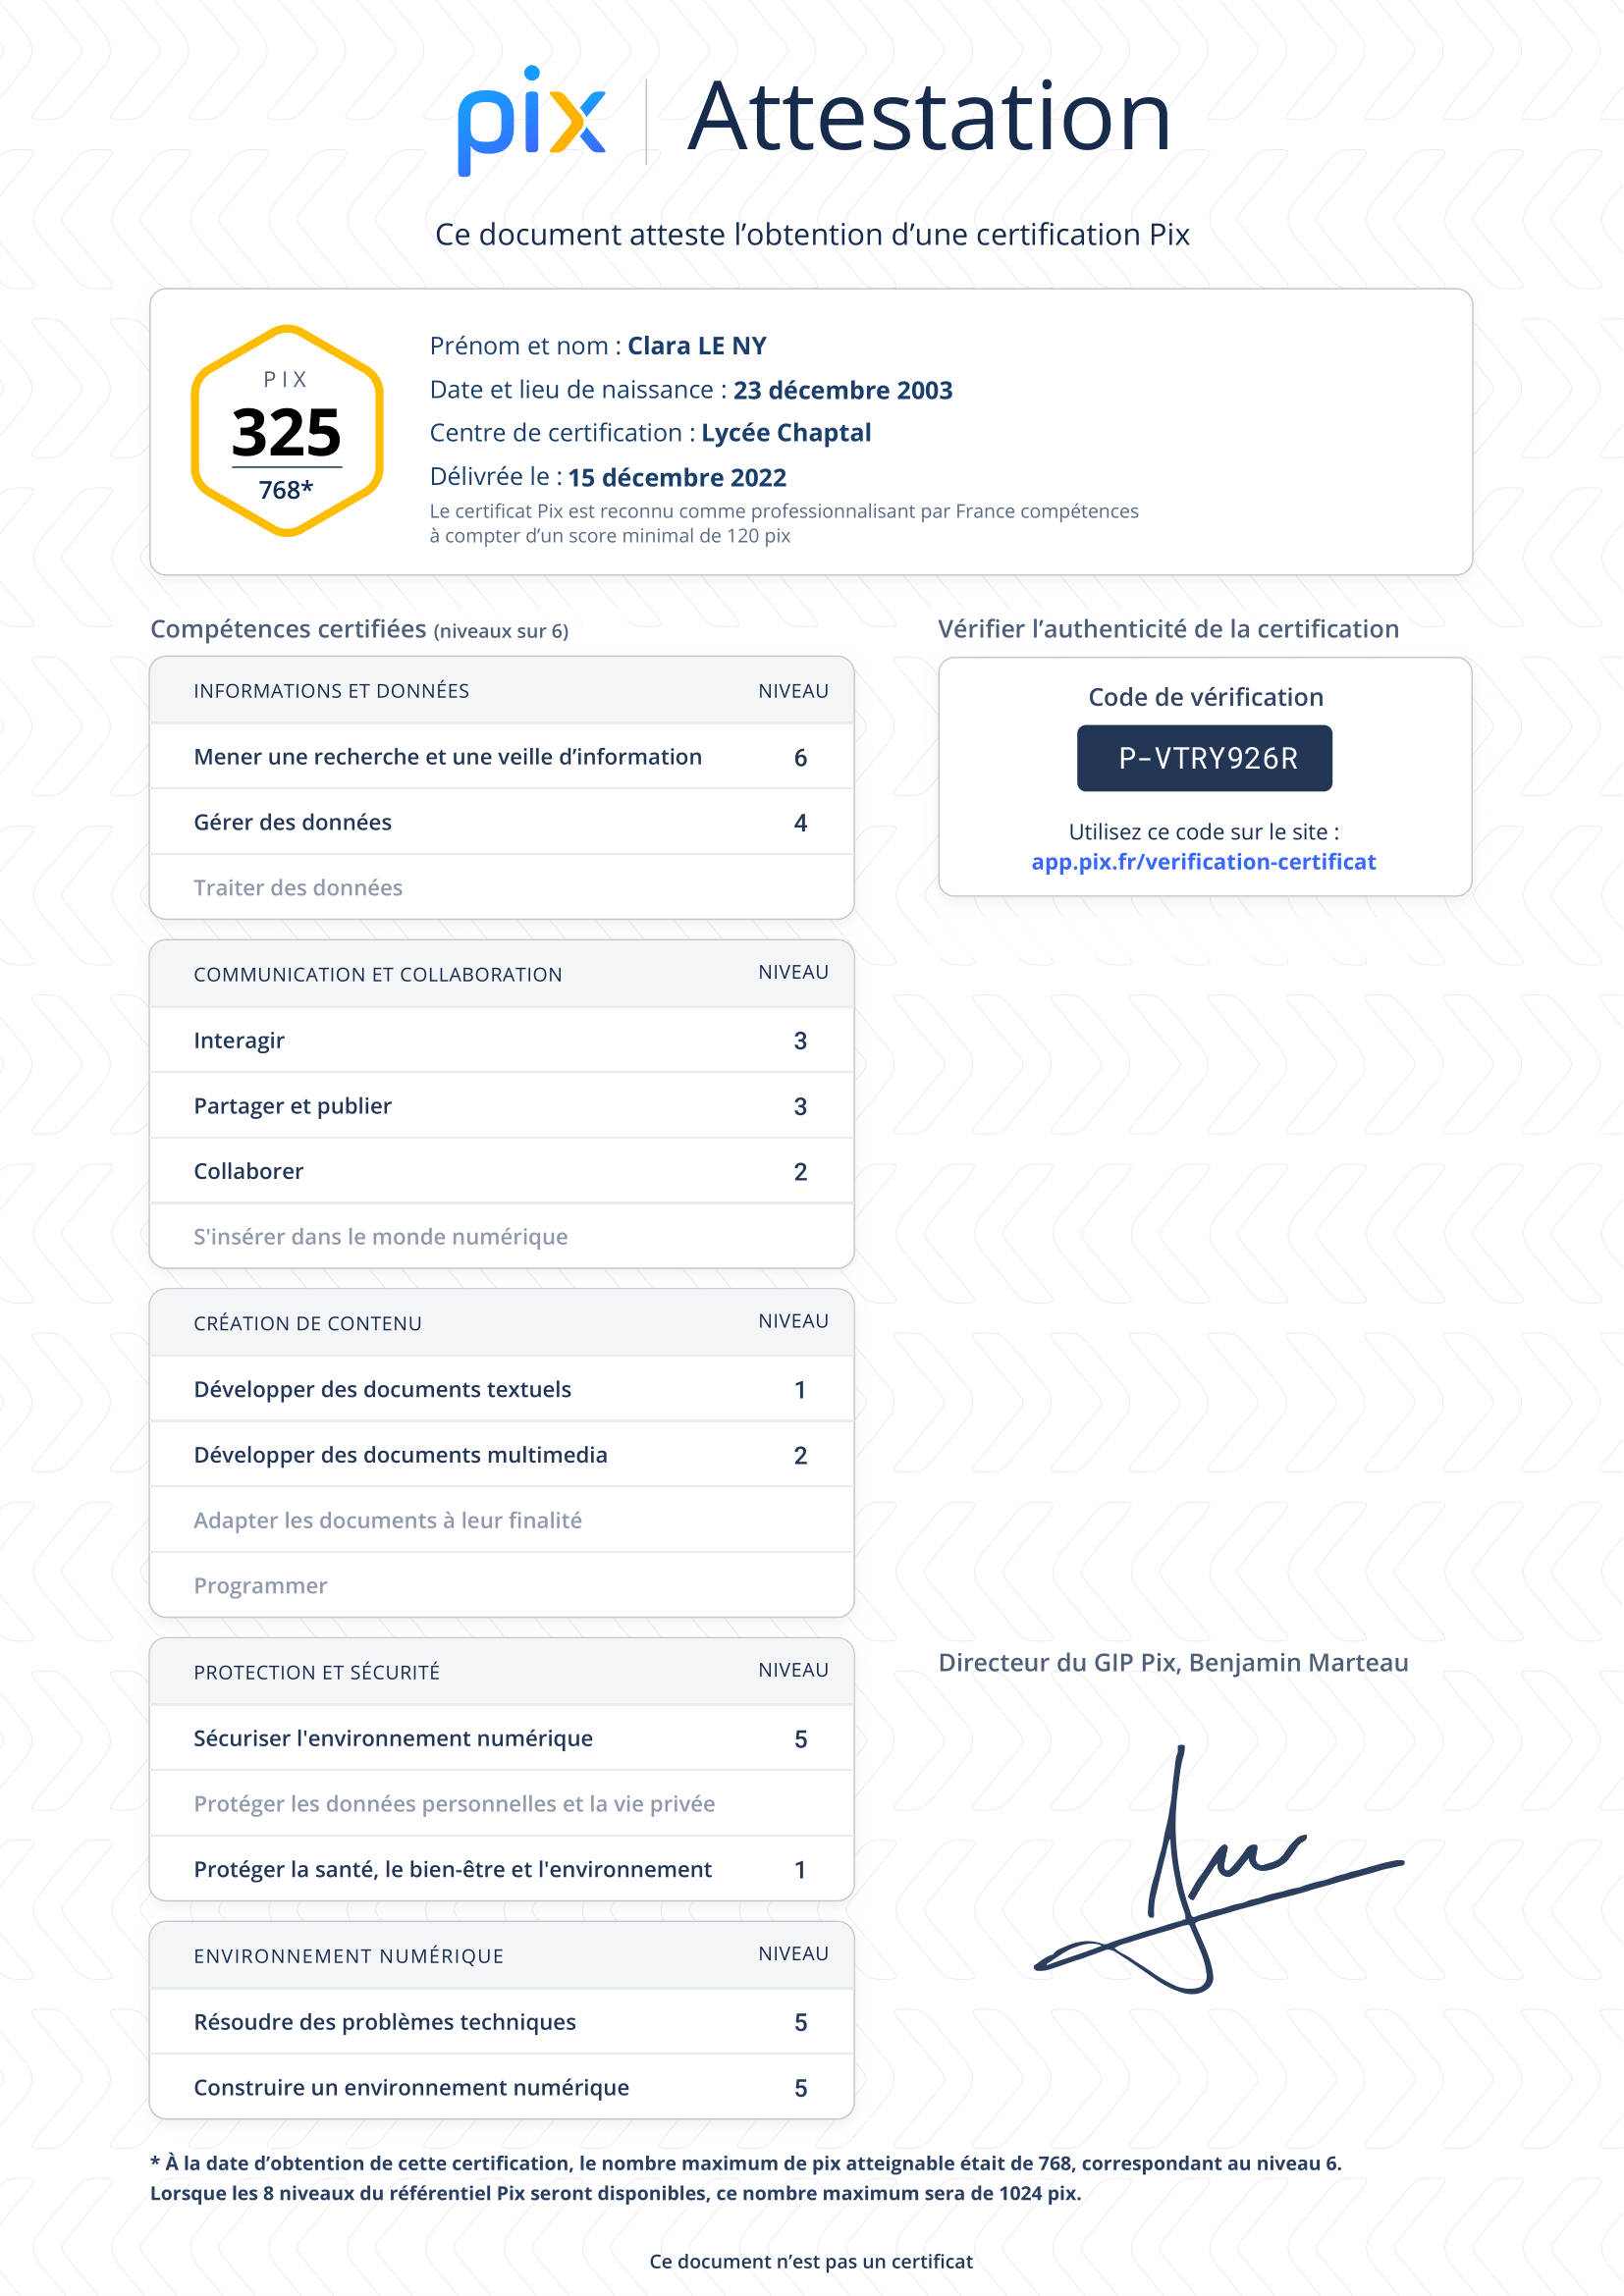 pix Attestation
Ce document atteste l’obtention d’une certification Pix
PIX
325
768*
Prénom et nom : Clara LE NY
Date et lieu de naissance : 23 décembre 2003
Centre de certification : Lycée Chaptal
Délivrée le : 15 décembre 2022
Le certificat Pix est reconnu comme professionnalisant par France compétences
à compter d’un score minimal de 120 pix
Compétences certifiées (niveaux sur 6)
INFORMATIONS ET DONNÉES NIVEAU
Mener une recherche et une veille d’information 6
Gérer des données 4
Traiter des données
COMMUNICATION ET COLLABORATION NIVEAU
Interagir 3
Partager et publier 3
Collaborer 2
S'insérer dans le monde numérique
CRÉATION DE CONTENU NIVEAU
Développer des documents textuels 1
Développer des documents multimedia 2
Adapter les documents à leur finalité
Programmer
PROTECTION ET SÉCURITÉ NIVEAU
Sécuriser l'environnement numérique 5
Protéger les données personnelles et la vie privée
Protéger la santé, le bien-être et l'environnement 1
ENVIRONNEMENT NUMÉRIQUE NIVEAU
Résoudre des problèmes techniques 5
Construire un environnement numérique 5
Vérifier l’authenticité de la certification
Code de vérification
P-VTRY926R
Utilisez ce code sur le site :
app.pix.fr/verification-certificat
Directeur du GIP Pix, Benjamin Marteau
* À la date d’obtention de cette certification, le nombre maximum de pix atteignable était de 768, correspondant au niveau 6.
Lorsque les 8 niveaux du référentiel Pix seront disponibles, ce nombre maximum sera de 1024 pix.
Ce document n’est pas un certificat